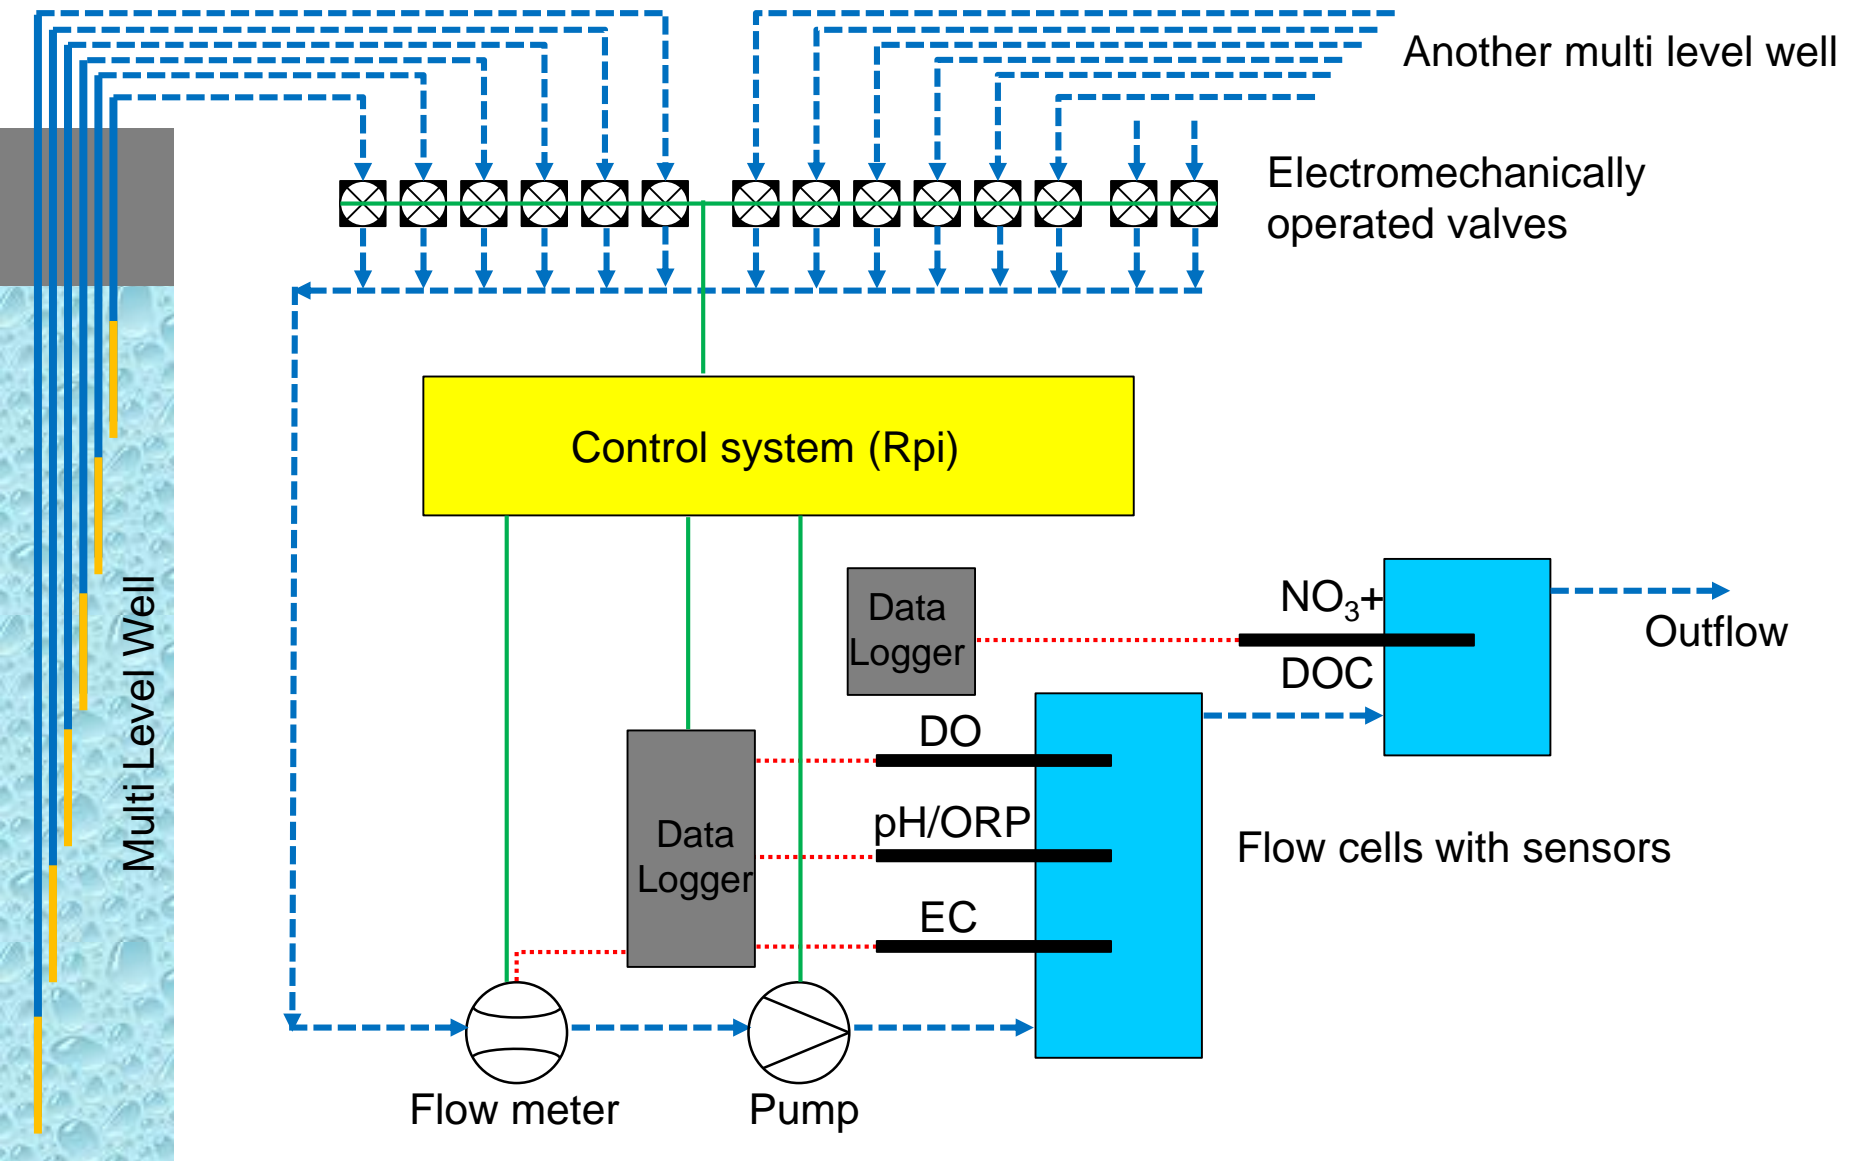 Another multi level well
Electromechanically
operated valves
Control system (Rpi)
Multi Level Well
Data
Logger
NO₃+
DOC
Outflow
DO
pH/ORP
EC
Data
Logger
Flow cells with sensors
Flow meter
Pump